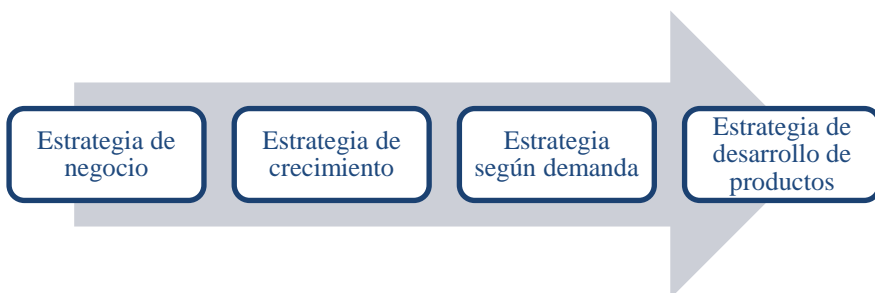 Estrategia de
negocio
Estrategia de
crecimiento
Estrategia
según demanda
Estrategia de
desarrollo de
productos